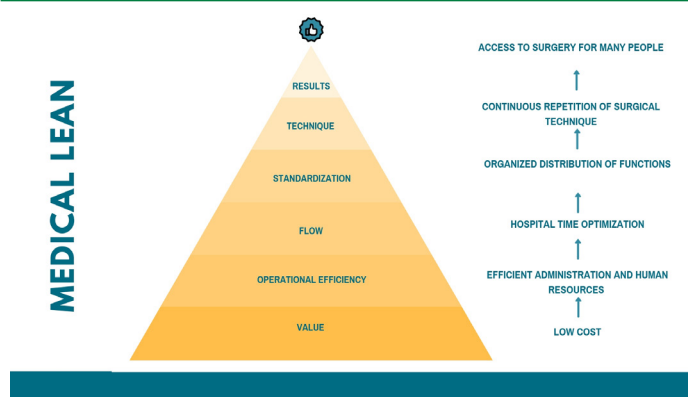 MEDICAL LEAN
RESULTS
TECHNIQUE
STANDARDIZATION
FLOW
OPERATIONAL EFFICIENCY
VALUE
ACCESS TO SURGERY FOR MANY PEOPLE
CONTINUOUS REPETITION OF SURGICAL
TECHNIQUE
ORGANIZED DISTRIBUTION OF FUNCTIONS
HOSPITAL TIME OPTIMIZATION
EFFICIENT ADMINISTRATION AND HUMAN
RESOURCES
LOW COST